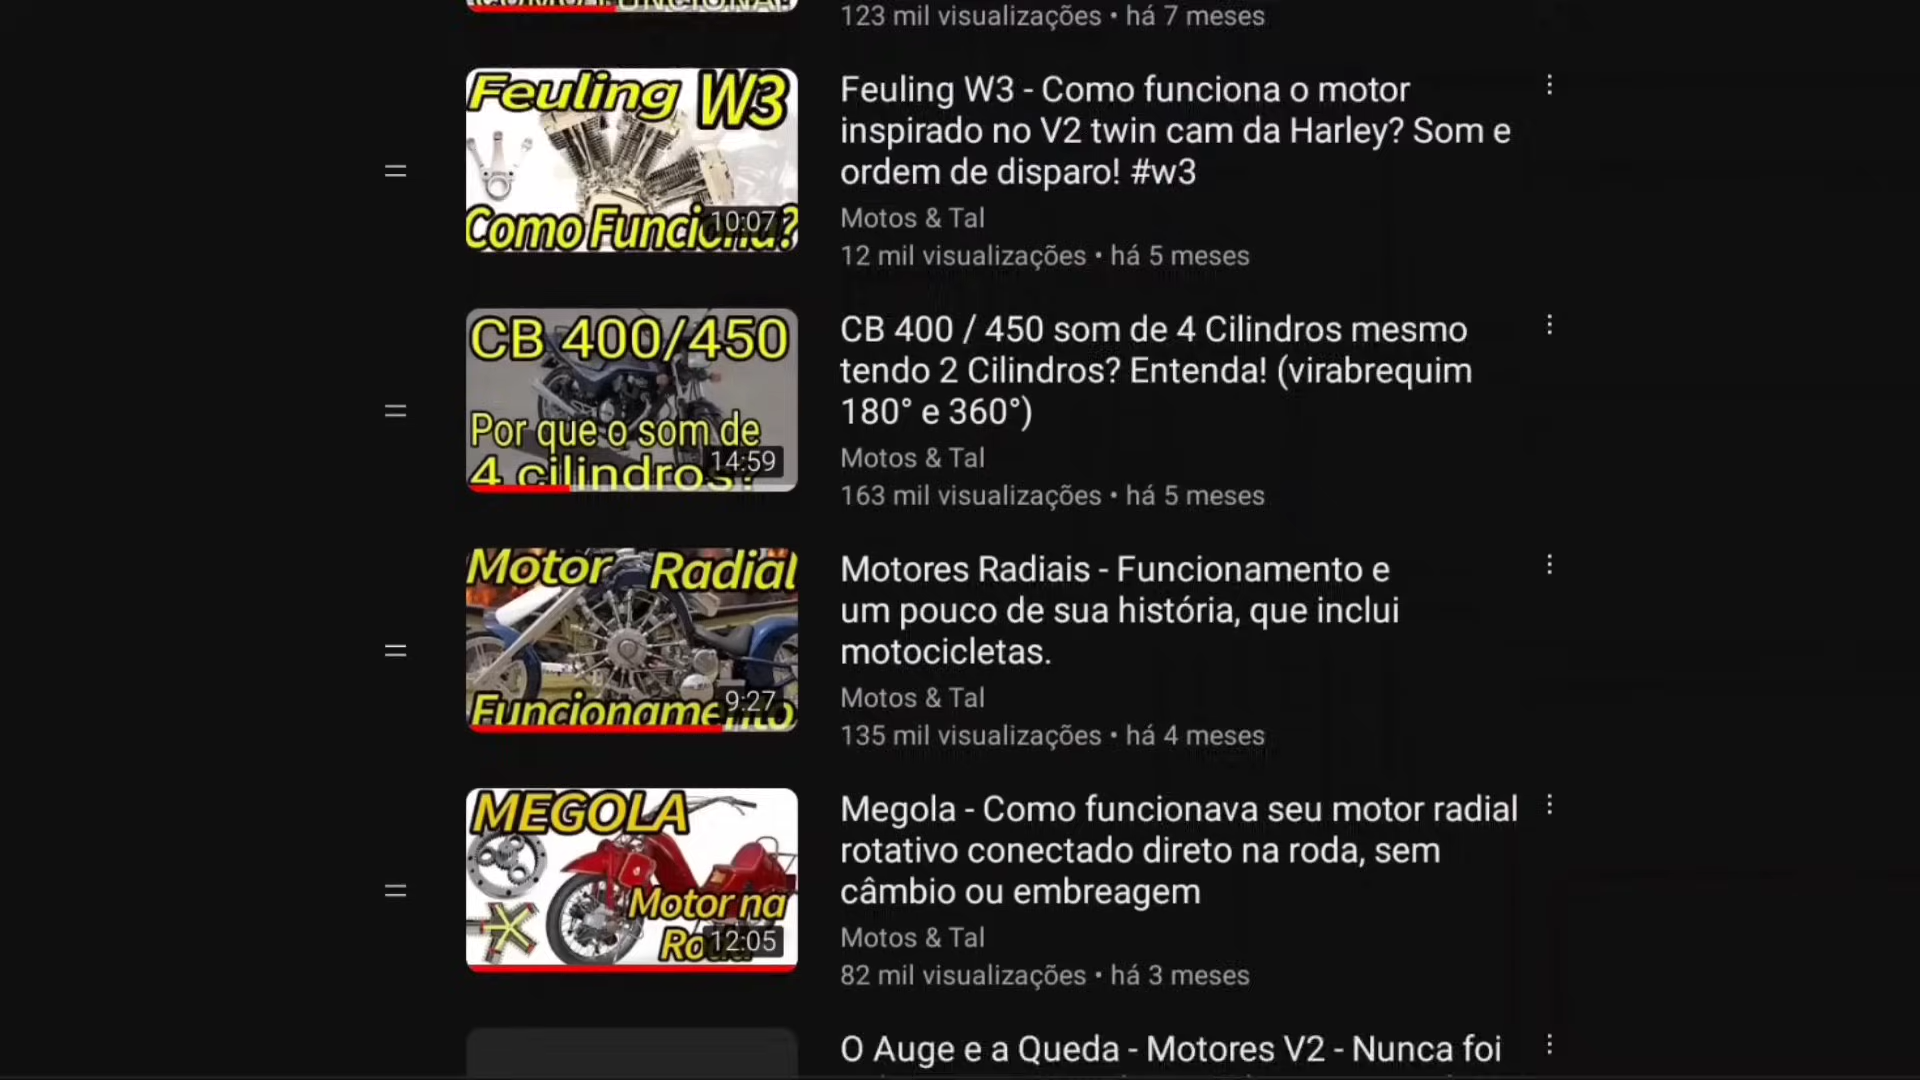 123 mil visualizações • há 7 meses
Feuling W3
Como Funciona?
10:07
Feuling W3 - Como funciona o motor
inspirado no V2 twin cam da Harley? Som e
ordem de disparo! #w3
Motos & Tal
12 mil visualizações • há 5 meses
CB 400/450
Por que o som de
4 cilindros?
14:59
CB 400 / 450 som de 4 Cilindros mesmo
tendo 2 Cilindros? Entenda! (virabrequim
180° e 360°)
Motos & Tal
163 mil visualizações • há 5 meses
Motor Radial
Funcionamento
9:27
Motores Radiais - Funcionamento e
um pouco de sua história, que inclui
motocicletas.
Motos & Tal
135 mil visualizações • há 4 meses
MEGOLA
Motor na
Roda
12:05
Megola - Como funcionava seu motor radial
rotativo conectado direto na roda, sem
câmbio ou embreagem
Motos & Tal
82 mil visualizações • há 3 meses
O Auge e a Queda - Motores V2 - Nunca foi